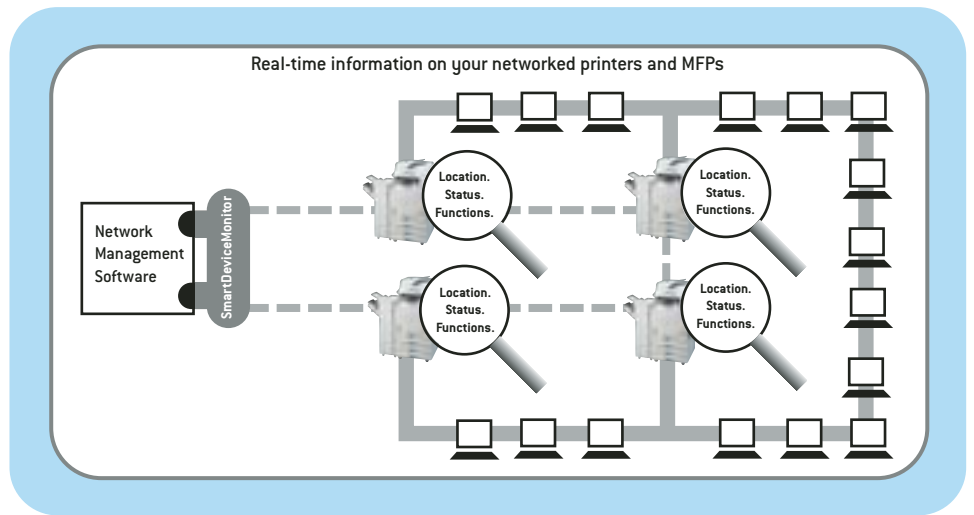 Real-time information on your networked printers and MFPs
Network
Management
Software
SmartDeviceMonitor
Location.
Status.
Functions.
Location.
Status.
Functions.
Location.
Status.
Functions.
Location.
Status.
Functions.